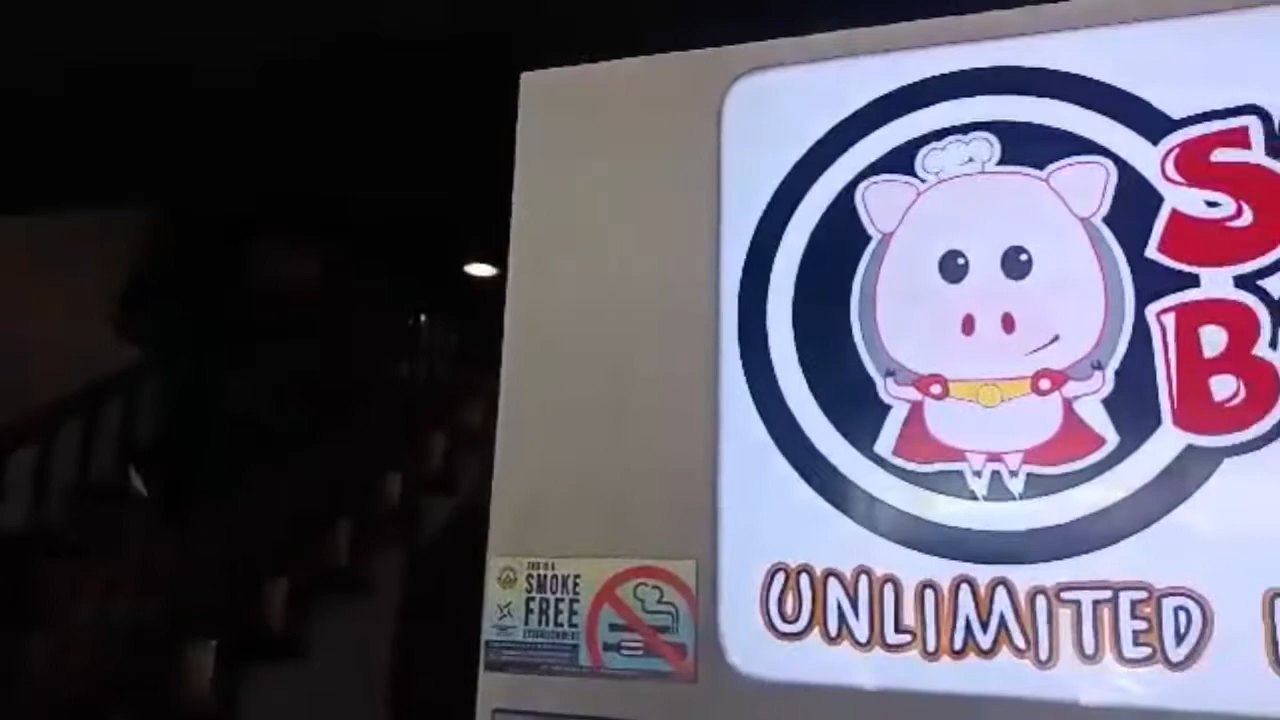 S
B
UNLIMITED
THIS IS A
SMOKE
FREE
ESTABLISHMENT